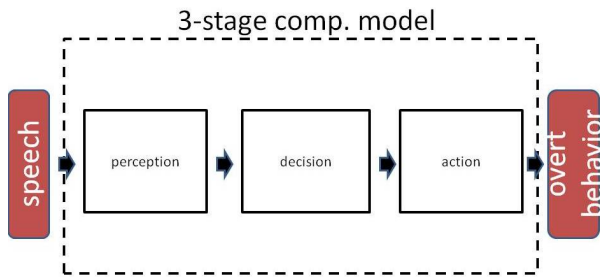 3-stage comp. model
speech
perception
decision
action
overt
behavior